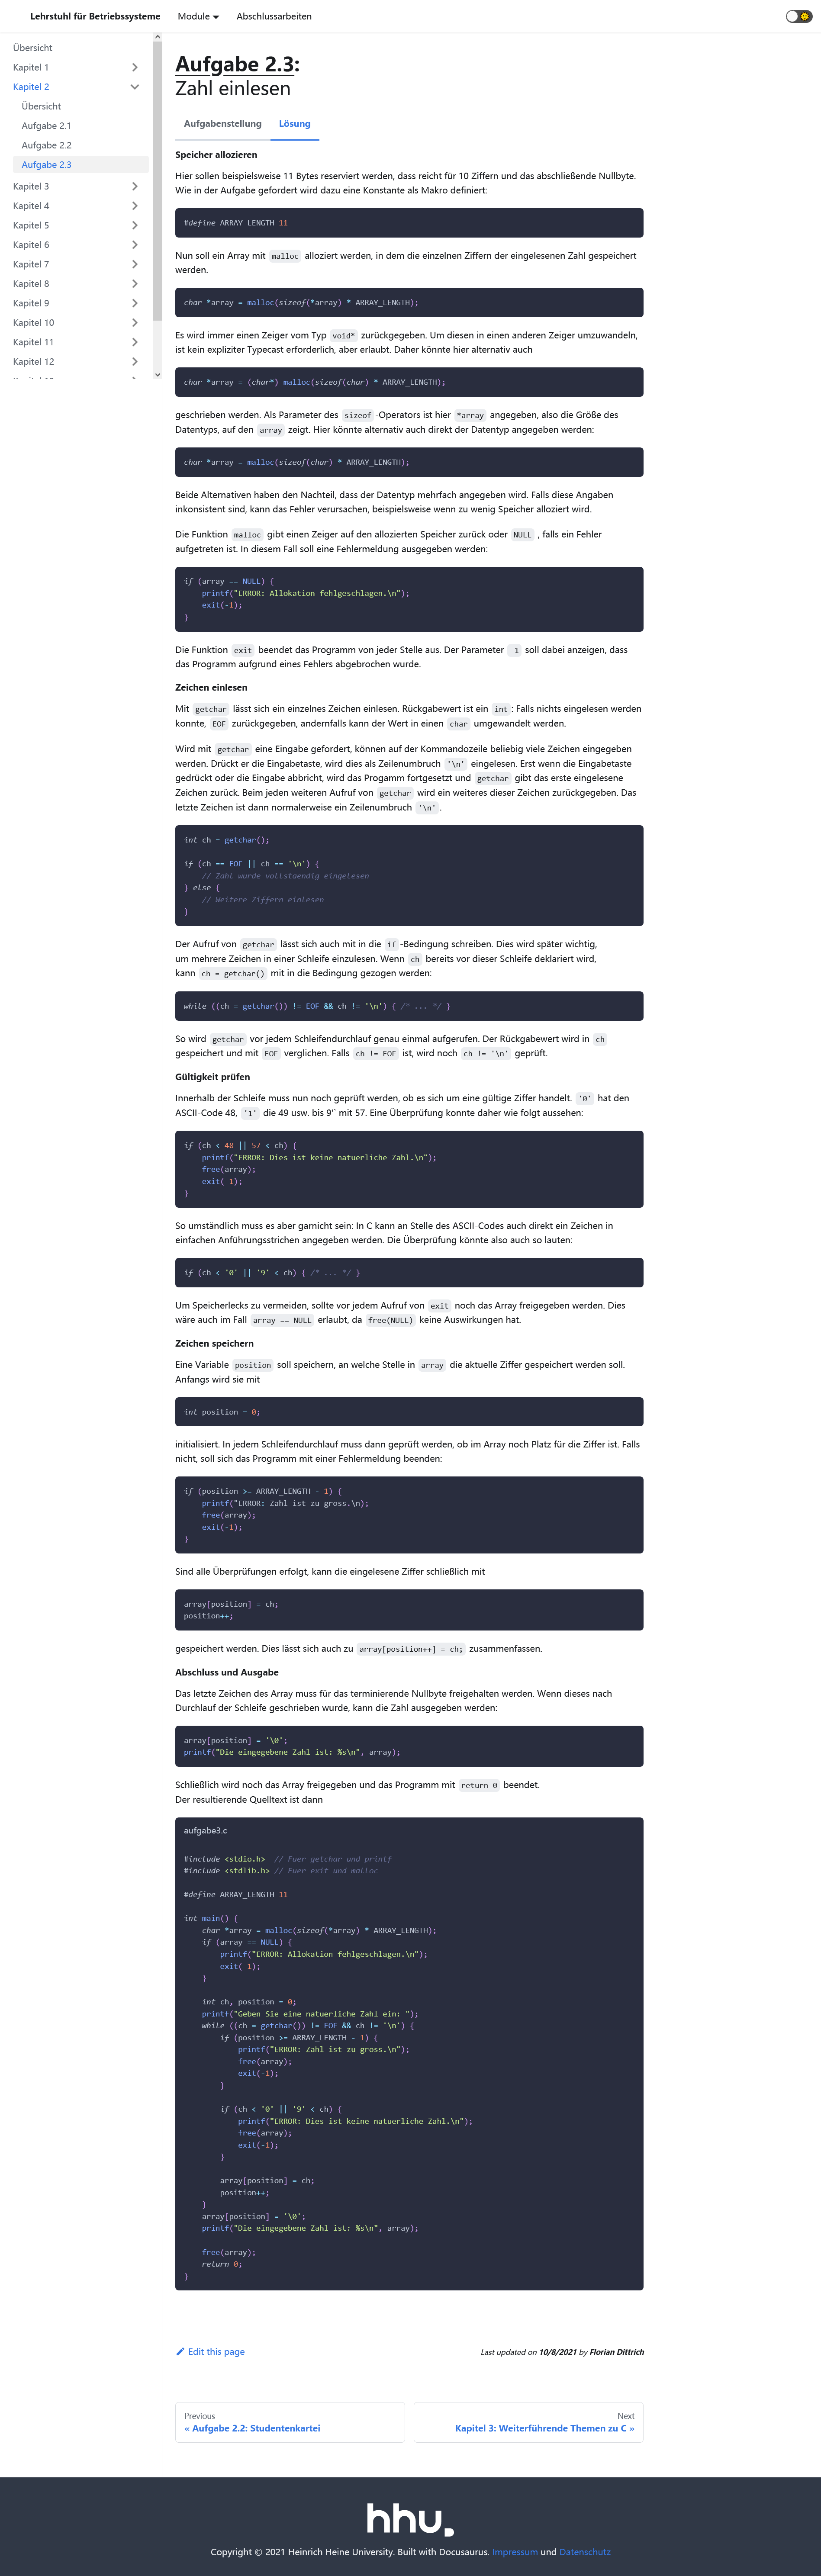 Lehrstuhl für Betriebssysteme Module Abschlussarbeiten
Übersicht
Kapitel 1
Kapitel 2
Übersicht
Aufgabe 2.1
Aufgabe 2.2
Aufgabe 2.3
Kapitel 3
Kapitel 4
Kapitel 5
Kapitel 6
Kapitel 7
Kapitel 8
Kapitel 9
Kapitel 10
Kapitel 11
Kapitel 12
Aufgabe 2.3:
Zahl einlesen
Aufgabenstellung Lösung
Speicher allozieren
Hier sollen beispielsweise 11 Bytes reserviert werden, dass reicht für 10 Ziffern und das abschließende Nullbyte.
Wie in der Aufgabe gefordert wird dazu eine Konstante als Makro definiert:
#define ARRAY_LENGTH 11
Nun soll ein Array mit malloc alloziert werden, in dem die einzelnen Ziffern der eingelesenen Zahl gespeichert
werden.
char *array = malloc(sizeof(*array) * ARRAY_LENGTH);
Es wird immer einen Zeiger vom Typ void* zurückgegeben. Um diesen in einen anderen Zeiger umzuwandeln,
ist kein expliziter Typecast erforderlich, aber erlaubt. Daher könnte hier alternativ auch
char *array = (char*) malloc(sizeof(char) * ARRAY_LENGTH);
geschrieben werden. Als Parameter des sizeof-Operators ist hier *array angegeben, also die Größe des
Datentyps, auf den array zeigt. Hier könnte alternativ auch direkt der Datentyp angegeben werden:
char *array = malloc(sizeof(char) * ARRAY_LENGTH);
Beide Alternativen haben den Nachteil, dass der Datentyp mehrfach angegeben wird. Falls diese Angaben
inkonsistent sind, kann das Fehler verursachen, beispielsweise wenn zu wenig Speicher alloziert wird.
Die Funktion malloc gibt einen Zeiger auf den allozierten Speicher zurück oder NULL , falls ein Fehler
aufgetreten ist. In diesem Fall soll eine Fehlermeldung ausgegeben werden:
if (array == NULL) {
    printf("ERROR: Allokation fehlgeschlagen.\n");
    exit(-1);
}
Die Funktion exit beendet das Programm von jeder Stelle aus. Der Parameter -1 soll dabei anzeigen, dass
das Programm aufgrund eines Fehlers abgebrochen wurde.
Zeichen einlesen
Mit getchar lässt sich ein einzelnes Zeichen einlesen. Rückgabewert ist ein int: Falls nichts eingelesen werden
konnte, EOF zurückgegeben, andernfalls kann der Wert in einen char umgewandelt werden.
Wird mit getchar eine Eingabe gefordert, können auf der Kommandozeile beliebig viele Zeichen eingegeben
werden. Drückt er die Eingabetaste, wird dies als Zeilenumbruch '\n' eingelesen. Erst wenn die Eingabetaste
gedrückt oder die Eingabe abbricht, wird das Progamm fortgesetzt und getchar gibt das erste eingelesene
Zeichen zurück. Beim jeden weiteren Aufruf von getchar wird ein weiteres dieser Zeichen zurückgegeben. Das
letzte Zeichen ist dann normalerweise ein Zeilenumbruch '\n'.
int ch = getchar();
if (ch == EOF || ch == '\n') {
    // Zahl wurde vollstaendig eingelesen
} else {
    // Weitere Ziffern einlesen
}
Der Aufruf von getchar lässt sich auch mit in die if-Bedingung schreiben. Dies wird später wichtig,
um mehrere Zeichen in einer Schleife einzulesen. Wenn ch bereits vor dieser Schleife deklariert wird,
kann ch = getchar() mit in die Bedingung gezogen werden:
while ((ch = getchar()) != EOF && ch != '\n') { /* ... */ }
So wird getchar vor jedem Schleifendurchlauf genau einmal aufgerufen. Der Rückgabewert wird in ch
gespeichert und mit EOF verglichen. Falls ch != EOF ist, wird noch ch != '\n' geprüft.
Gültigkeit prüfen
Innerhalb der Schleife muss nun noch geprüft werden, ob es sich um eine gültige Ziffer handelt. '0' hat den
ASCII-Code 48, '1' die 49 usw. bis 9'` mit 57. Eine Überprüfung konnte daher wie folgt aussehen:
if (ch < 48 || 57 < ch) {
    printf("ERROR: Dies ist keine natuerliche Zahl.\n");
    free(array);
    exit(-1);
}
So umständlich muss es aber garnicht sein: In C kann an Stelle des ASCII-Codes auch direkt ein Zeichen in
einfachen Anführungsstrichen angegeben werden. Die Überprüfung könnte also auch so lauten:
if (ch < '0' || '9' < ch) { /* ... */ }
Um Speicherlecks zu vermeiden, sollte vor jedem Aufruf von exit noch das Array freigegeben werden. Dies
wäre auch im Fall array == NULL erlaubt, da free(NULL) keine Auswirkungen hat.
Zeichen speichern
Eine Variable position soll speichern, an welche Stelle in array die aktuelle Ziffer gespeichert werden soll.
Anfangs wird sie mit
int position = 0;
initialisiert. In jedem Schleifendurchlauf muss dann geprüft werden, ob im Array noch Platz für die Ziffer ist. Falls
nicht, soll sich das Programm mit einer Fehlermeldung beenden:
if (position >= ARRAY_LENGTH - 1) {
    printf("ERROR: Zahl ist zu gross.\n);
    free(array);
    exit(-1);
}
Sind alle Überprüfungen erfolgt, kann die eingelesene Ziffer schließlich mit
array[position] = ch;
position++;
gespeichert werden. Dies lässt sich auch zu array[position++] = ch; zusammenfassen.
Abschluss und Ausgabe
Das letzte Zeichen des Array muss für das terminierende Nullbyte freigehalten werden. Wenn dieses nach
Durchlauf der Schleife geschrieben wurde, kann die Zahl ausgegeben werden:
array[position] = '\0';
printf("Die eingegebene Zahl ist: %s\n", array);
Schließlich wird noch das Array freigegeben und das Programm mit return 0 beendet.
Der resultierende Quelltext ist dann
aufgabe3.c
#include <stdio.h>  // Fuer getchar und printf
#include <stdlib.h> // Fuer exit und malloc
#define ARRAY_LENGTH 11
int main() {
    char *array = malloc(sizeof(*array) * ARRAY_LENGTH);
    if (array == NULL) {
        printf("ERROR: Allokation fehlgeschlagen.\n");
        exit(-1);
    }
    int ch, position = 0;
    printf("Geben Sie eine natuerliche Zahl ein: ");
    while ((ch = getchar()) != EOF && ch != '\n') {
        if (position >= ARRAY_LENGTH - 1) {
            printf("ERROR: Zahl ist zu gross.\n");
            free(array);
            exit(-1);
        }
        if (ch < '0' || '9' < ch) {
            printf("ERROR: Dies ist keine natuerliche Zahl.\n");
            free(array);
            exit(-1);
        }
        array[position] = ch;
        position++;
    }
    array[position] = '\0';
    printf("Die eingegebene Zahl ist: %s\n", array);
    free(array);
    return 0;
}
Edit this page Last updated on 10/8/2021 by Florian Dittrich
Previous
« Aufgabe 2.2: Studentenkartei
Next
Kapitel 3: Weiterführende Themen zu C »
hhu.
Copyright © 2021 Heinrich Heine University. Built with Docusaurus. Impressum und Datenschutz